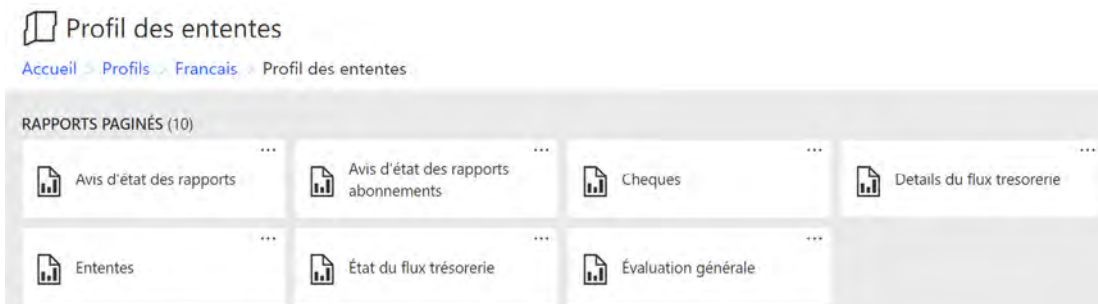 Profil des ententes
Accueil > Profils > Francais > Profil des ententes
RAPPORTS PAGINÉS (10)
Avis d'état des rapports
Avis d'état des rapports
abonnements
Cheques
Details du flux tresorerie
Ententes
État du flux trésorerie
Évaluation générale